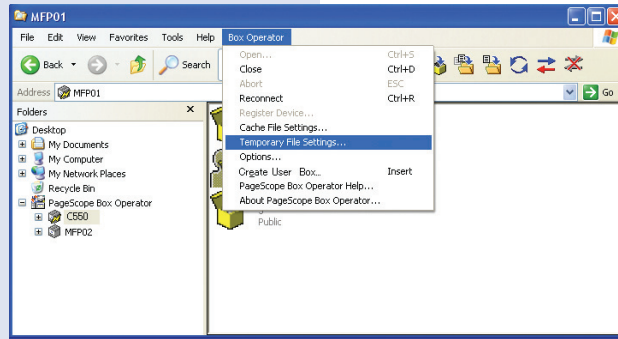 MFP01
File Edit View Favorites Tools Help Box Operator
Back Search
Address MFP01 Go
Folders
Desktop
My Documents
My Computer
My Network Places
Recycle Bin
PageScope Box Operator
C550
MFP02
Open... Ctrl+S
Close Ctrl+D
Abort ESC
Reconnect Ctrl+R
Register Device...
Cache File Settings...
Temporary File Settings...
Options...
Create User Box... Insert
PageScope Box Operator Help...
About PageScope Box Operator...
Public